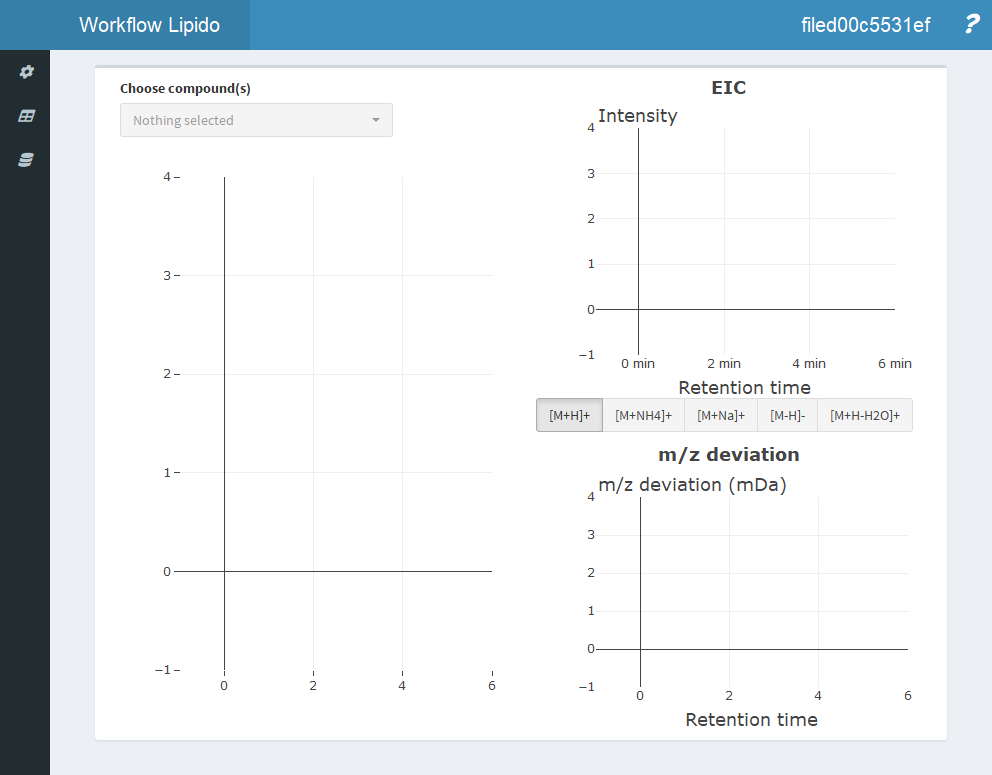 Workflow Lipido
filed00c5531ef
?
Choose compound(s)
Nothing selected
4
3
2
1
0
−1
0 2 4 6
EIC
Intensity
4
3
2
1
0
−1
0 min 2 min 4 min 6 min
Retention time
[M+H]+ [M+NH4]+ [M+Na]+ [M-H]- [M+H-H2O]+
m/z deviation
m/z deviation (mDa)
4
3
2
1
0
−1
0 2 4 6
Retention time